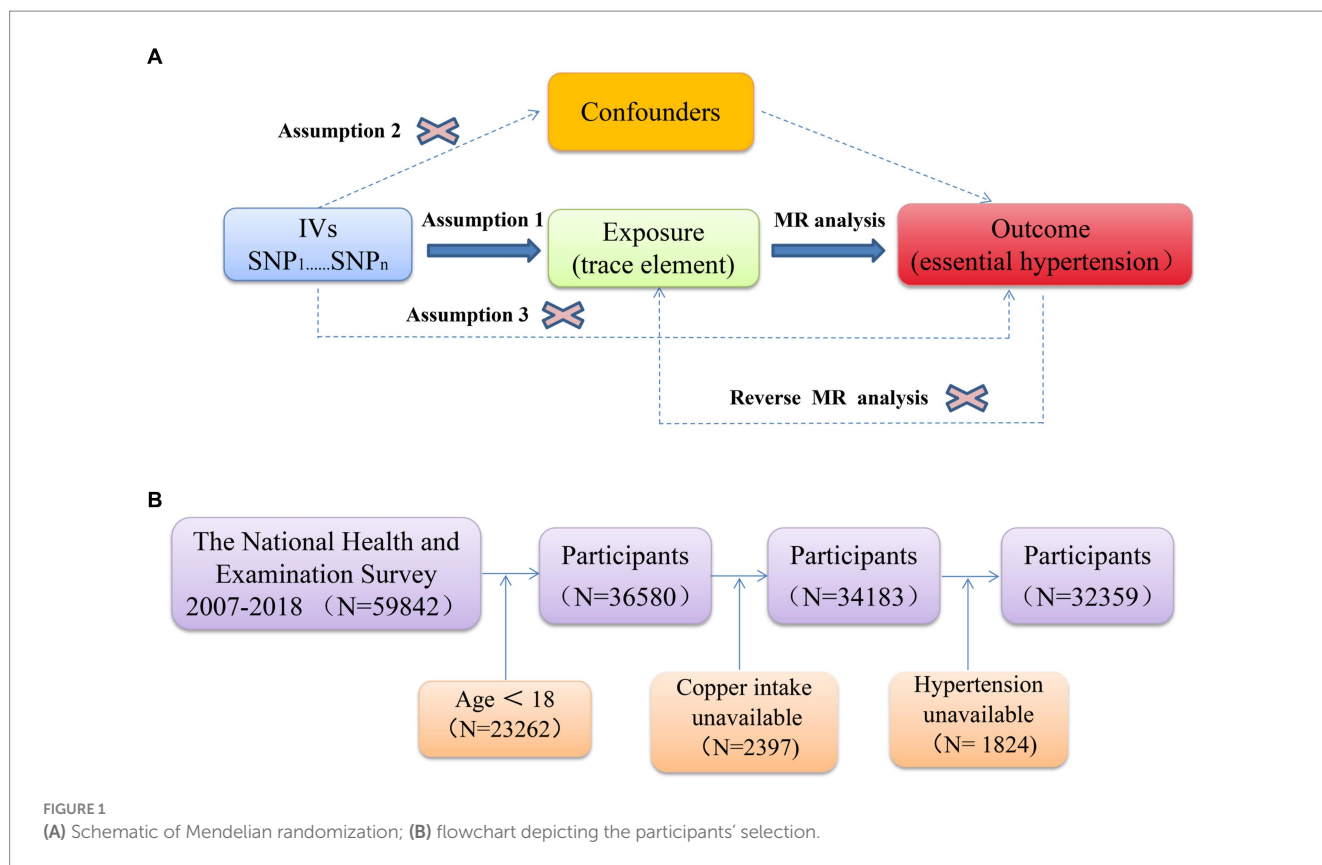 A
Confounders
Assumption 2
IVs
SNP1......SNPn
Assumption 1
Exposure
(trace element)
MR analysis
Outcome
(essential hypertension）
Assumption 3
Reverse MR analysis
B
The National Health and
Examination Survey
2007-2018 （N=59842）
Participants
（N=36580）
Participants
（N=34183）
Participants
（N=32359）
Age ＜ 18
（N=23262）
Copper intake
unavailable
（N=2397)
Hypertension
unavailable
（N= 1824)
FIGURE 1
(A) Schematic of Mendelian randomization; (B) flowchart depicting the participants’ selection.